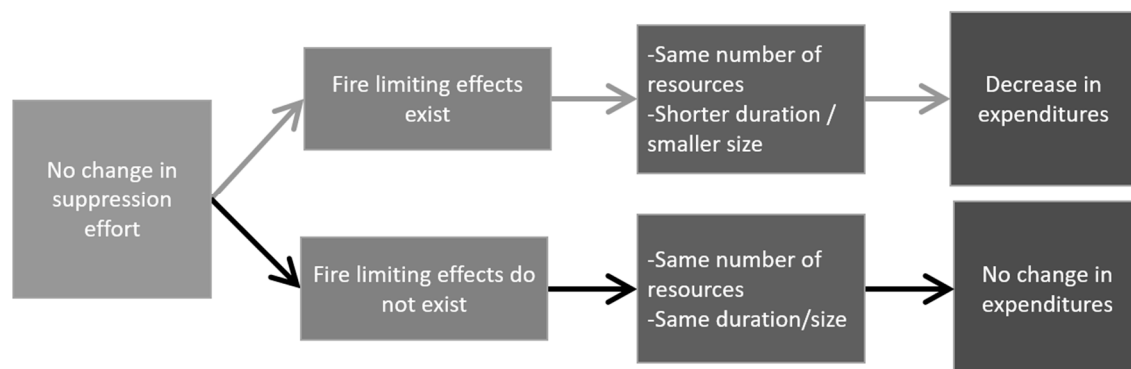 No change in
suppression
effort
Fire limiting effects
exist
-Same number of
resources
-Shorter duration /
smaller size
Decrease in
expenditures
Fire limiting effects do
not exist
-Same number of
resources
-Same duration/size
No change in
expenditures